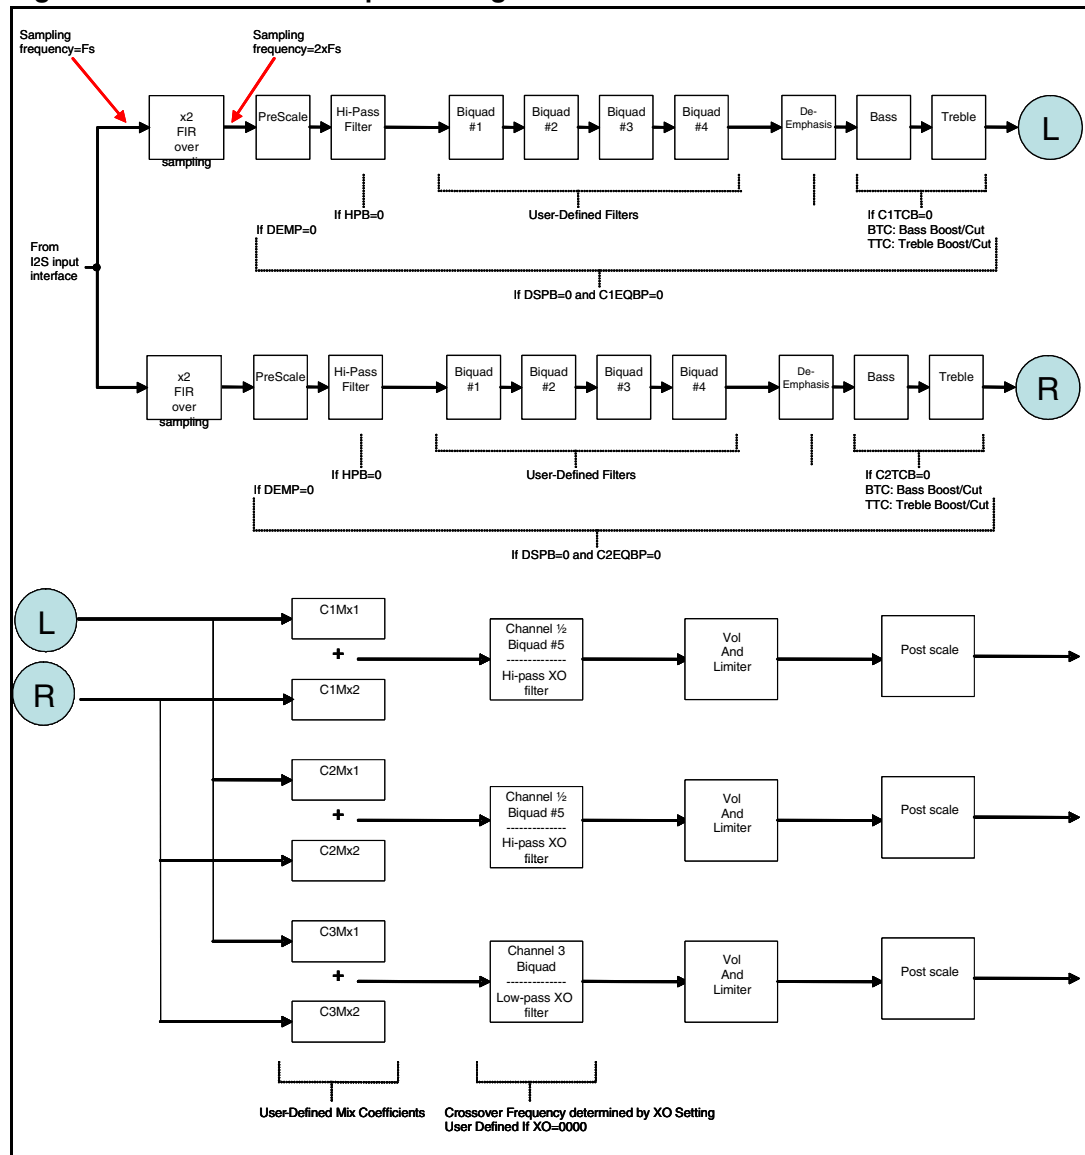 Sampling
frequency=Fs
Sampling
frequency=2xFs
x2
FIR
over
sampling
PreScale
Hi-Pass
Filter
Biquad
#1
Biquad
#2
Biquad
#3
Biquad
#4
De-
Emphasis
Bass
Treble
L
If HPB=0
User-Defined Filters
If C1TCB=0
BTC: Bass Boost/Cut
TTC: Treble Boost/Cut
If DEMP=0
From
I2S input
interface
If DSPB=0 and C1EQBP=0
x2
FIR
over
sampling
PreScale
Hi-Pass
Filter
Biquad
#1
Biquad
#2
Biquad
#3
Biquad
#4
De-
Emphasis
Bass
Treble
R
If HPB=0
User-Defined Filters
If C2TCB=0
BTC: Bass Boost/Cut
TTC: Treble Boost/Cut
If DEMP=0
If DSPB=0 and C2EQBP=0
L
R
C1Mx1
+
C1Mx2
Channel ½
Biquad #5
--------------
Hi-pass XO
filter
Vol
And
Limiter
Post scale
C2Mx1
+
C2Mx2
Channel ½
Biquad #5
--------------
Hi-pass XO
filter
Vol
And
Limiter
Post scale
C3Mx1
+
C3Mx2
Channel 3
Biquad
--------------
Low-pass XO
filter
Vol
And
Limiter
Post scale
User-Defined Mix Coefficients
Crossover Frequency determined by XO Setting
User Defined If XO=0000